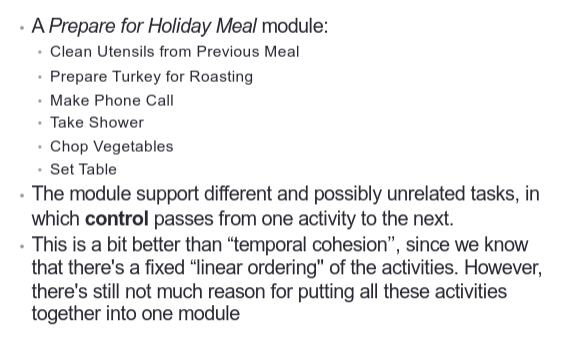 • A Prepare for Holiday Meal module:
• Clean Utensils from Previous Meal
• Prepare Turkey for Roasting
• Make Phone Call
• Take Shower
• Chop Vegetables
• Set Table
• The module support different and possibly unrelated tasks, in
which control passes from one activity to the next.
• This is a bit better than “temporal cohesion”, since we know
that there's a fixed “linear ordering" of the activities. However,
there's still not much reason for putting all these activities
together into one module